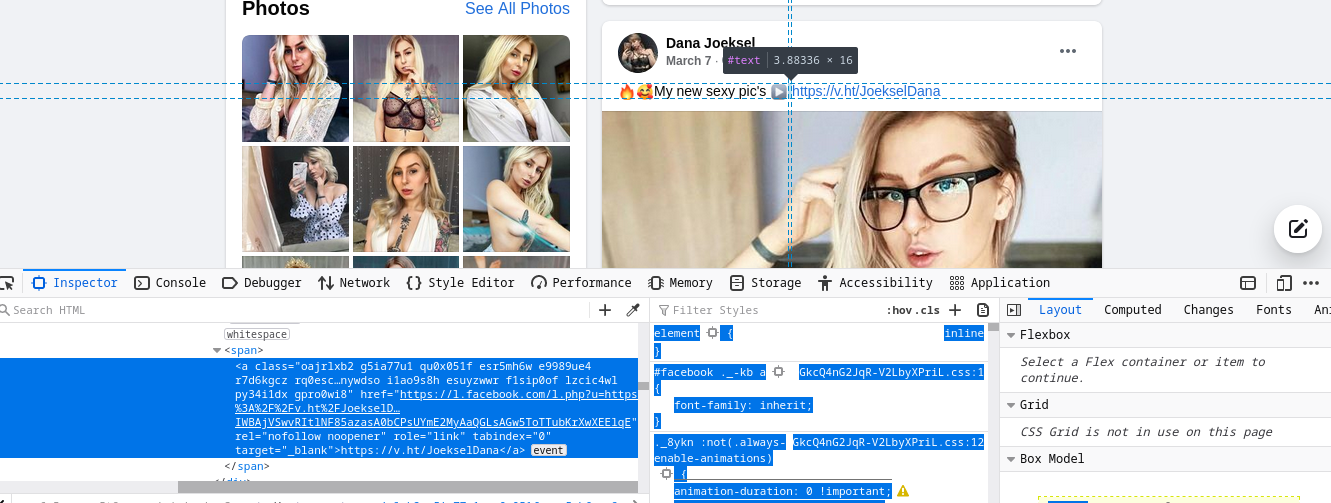 Photos
See All Photos
Dana Joeksel
March 7 ·
#text 3.88336 × 16
🔥🥰My new sexy pic's ▶ https://v.ht/JoekselDana
Inspector Console Debugger Network Style Editor Performance Memory Storage Accessibility Application
Search HTML
whitespace
<span>
<a class="oajrlxb2 g5ia77u1 qu0x051f esr5mh6w e9989ue4
r7d6kgcz rq0esc…nywdso i1ao9s8h esuyzwwr f1sip0of lzcic4wl
py34i1dx gpro0wi8" href="https://l.facebook.com/l.php?u=https
%3A%2F%2Fv.ht%2FJoekselD…
IWBAjVSwvRIt1NF85azasA0bCPsUYmE2MyAaQGLsAGw5ToTTubKrXwXEE1qE"
rel="nofollow noopener" role="link" tabindex="0"
target="_blank">https://v.ht/JoekselDana</a> event
</span>
Filter Styles :hov .cls
element { inline
}
#facebook ._-kb a GkcQ4nG2JqR-V2LbyXPriL.css:1
{
font-family: inherit;
}
._8ykn :not(.always- GkcQ4nG2JqR-V2LbyXPriL.css:12
enable-animations)
{
animation-duration: 0 !important;
Layout Computed Changes Fonts Ani
Flexbox
Select a Flex container or item to
continue.
Grid
CSS Grid is not in use on this page
Box Model